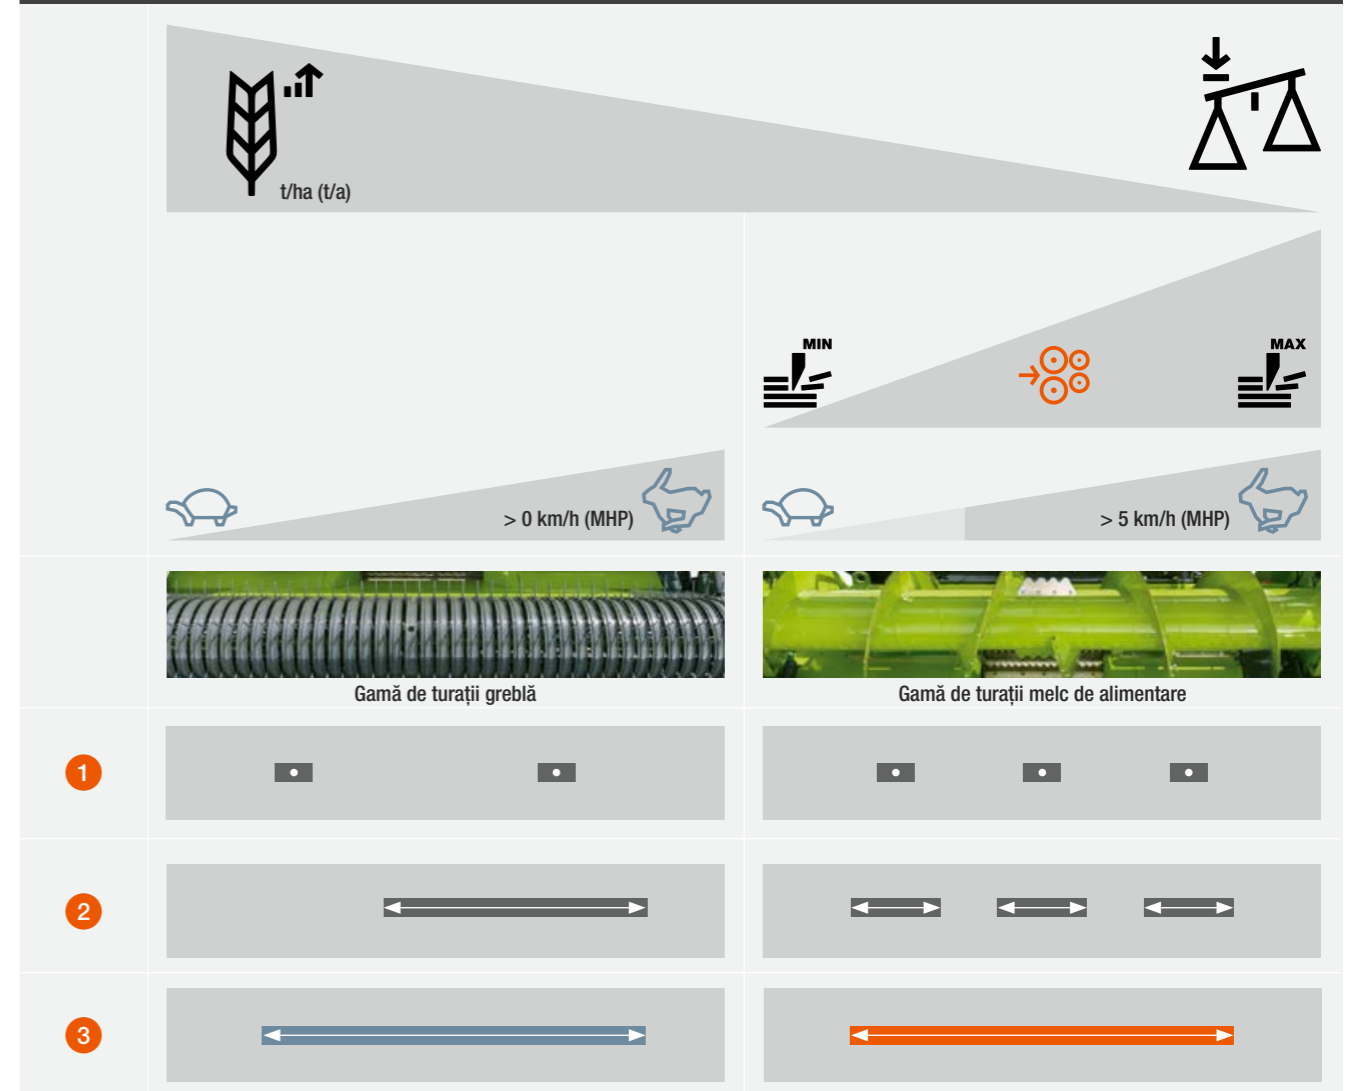 t/ha (t/a)
MIN
MAX
> 0 km/h (MHP)
> 5 km/h (MHP)
Gamă de turații greblă
Gamă de turații melc de alimentare
1
2
3